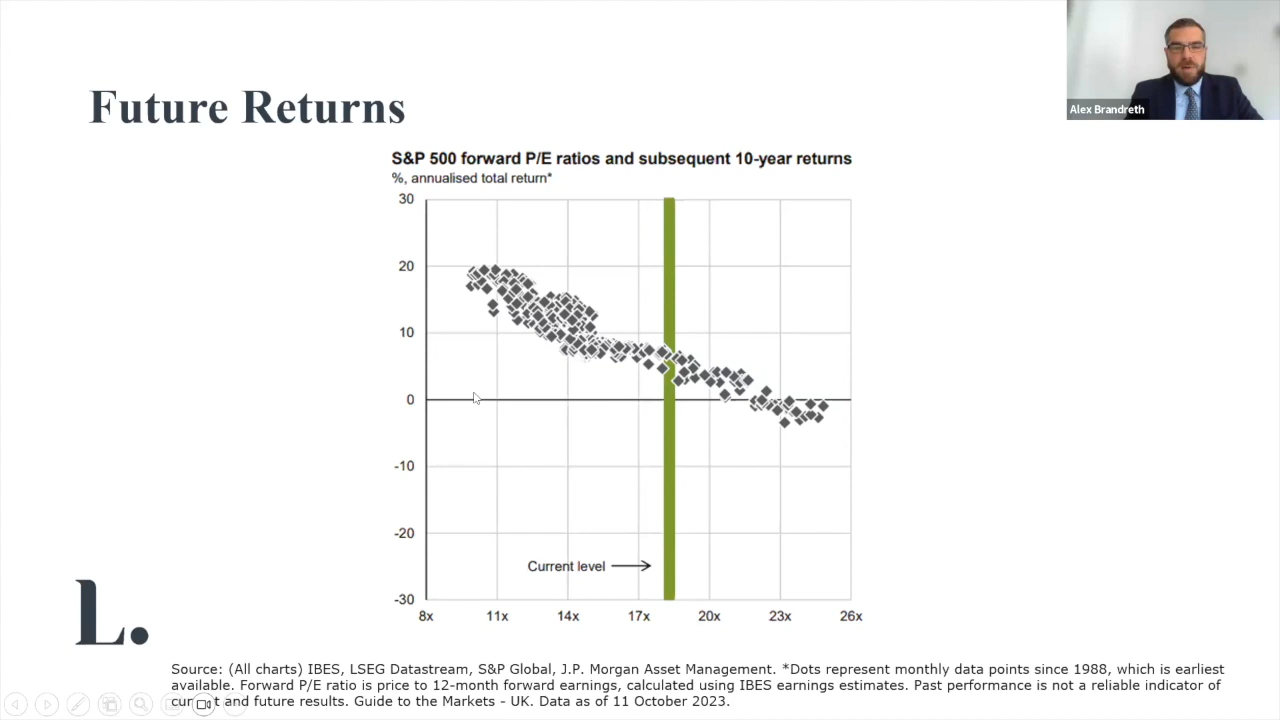 Alex Brandreth
Future Returns
S&P 500 forward P/E ratios and subsequent 10-year returns
%, annualised total return*
30
20
10
0
-10
-20
-30
Current level
8x 11x 14x 17x 20x 23x 26x
L.
Source: (All charts) IBES, LSEG Datastream, S&P Global, J.P. Morgan Asset Management. *Dots represent monthly data points since 1988, which is earliest
available. Forward P/E ratio is price to 12-month forward earnings, calculated using IBES earnings estimates. Past performance is not a reliable indicator of
current and future results. Guide to the Markets - UK. Data as of 11 October 2023.